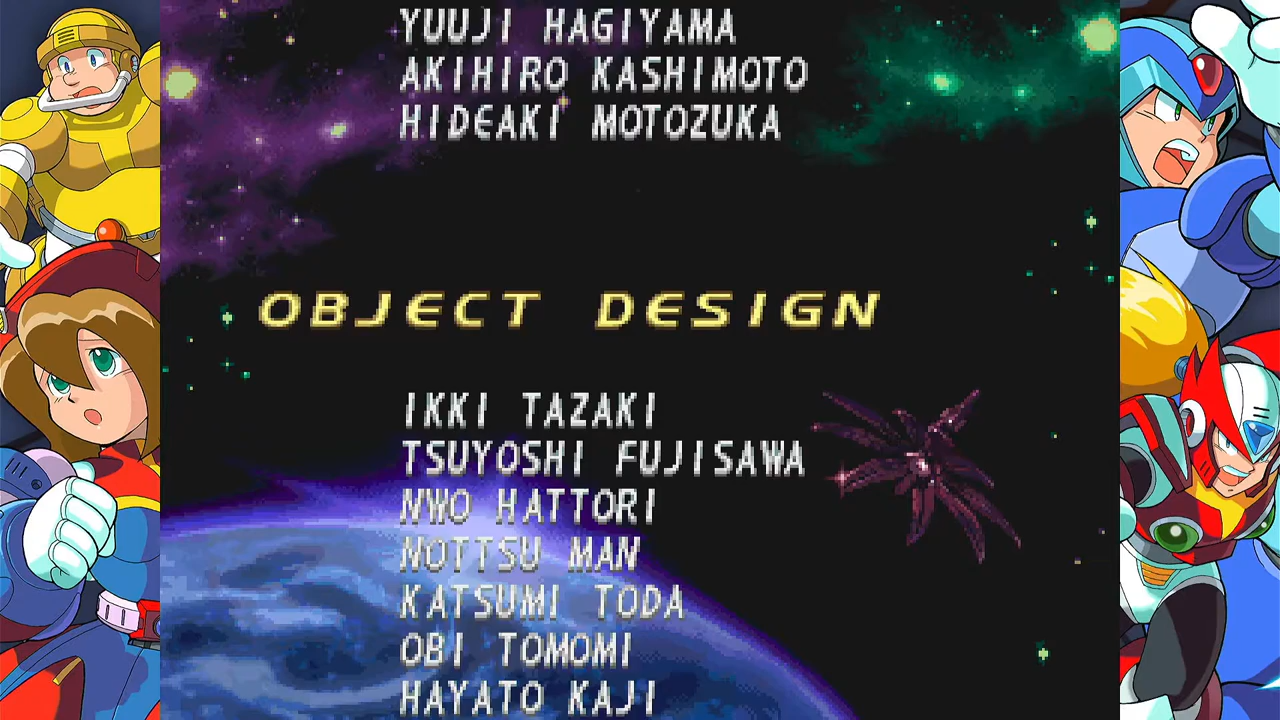 YUUJI HAGIYAMA
AKIHIRO KASHIMOTO
HIDEAKI MOTOZUKA
OBJECT DESIGN
IKKI TAZAKI
TSUYOSHI FUJISAWA
NWO HATTORI
NOTTSU MAN
KATSUMI TODA
OBI TOMOMI
HAYATO KAJI